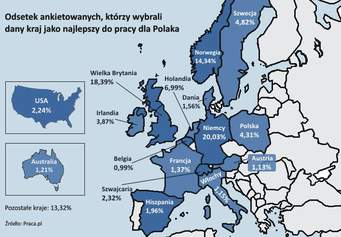 Odsetek ankietowanych, którzy wybrali
dany kraj jako najlepszy do pracy dla Polaka
Szwecja
4,82%
Norwegia
14,34%
Wielka Brytania
18,39%
Holandia
6,99%
Dania
1,56%
USA
2,24%
Irlandia
3,87%
Niemcy
20,03%
Polska
4,31%
Australia
1,21%
Belgia
0,99%
Francja
1,37%
Austria
1,13%
Szwajcaria
2,32%
Włochy
Hiszpania
1,96%
Pozostałe kraje: 13,32%
Źródło: Praca.pl